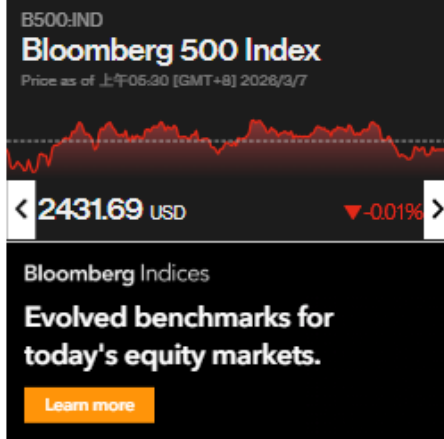 B500:IND
Bloomberg 500 Index
Price as of 上午05:30 [GMT+8] 2026/3/7
2431.69 USD ▼-0.01%
Bloomberg Indices
Evolved benchmarks for
today's equity markets.
Learn more